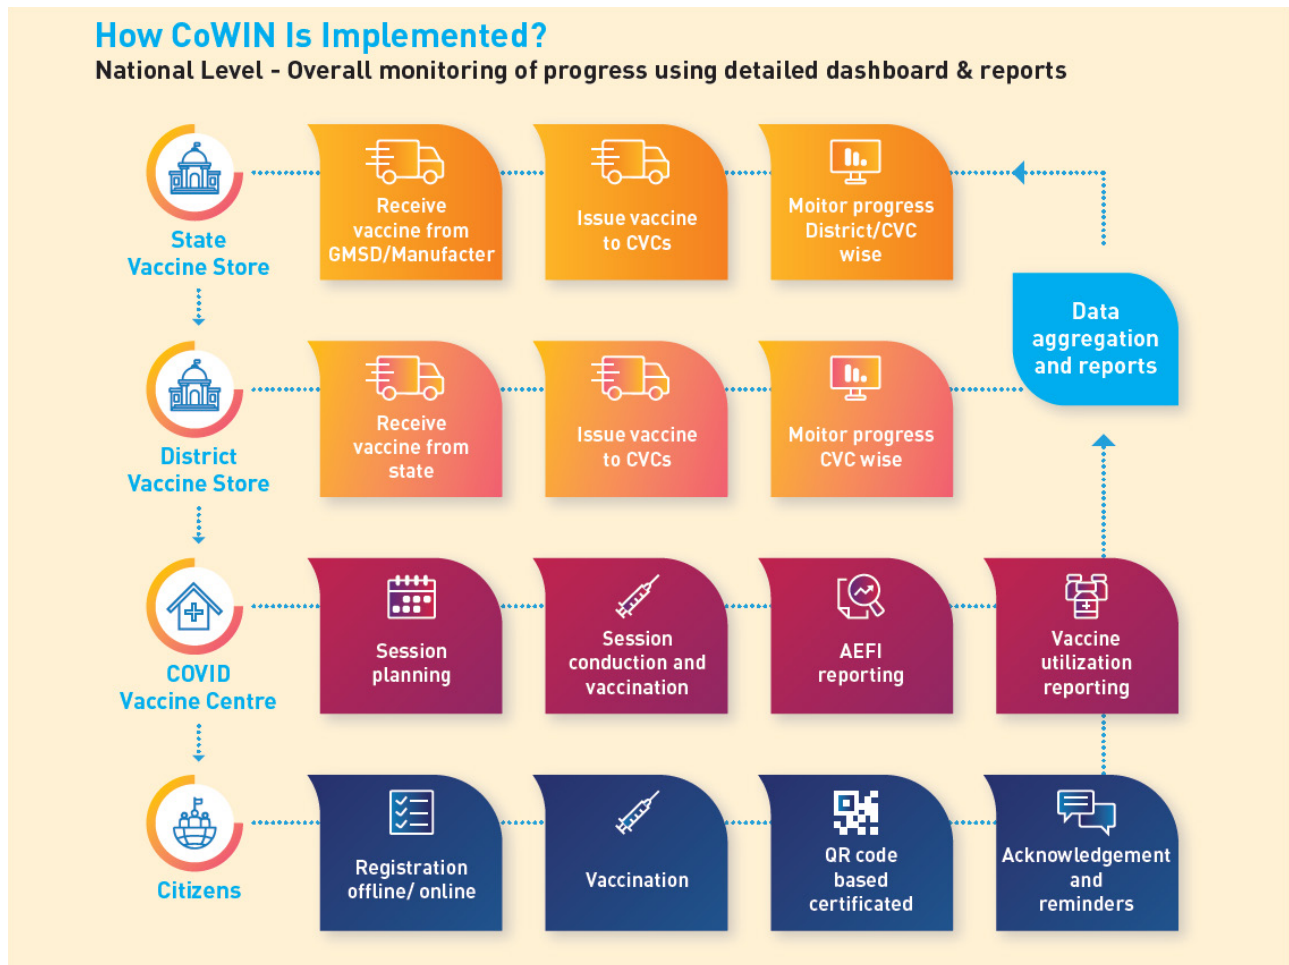 How CoWIN Is Implemented?
National Level - Overall monitoring of progress using detailed dashboard & reports
State
Vaccine Store
Receive
vaccine from
GMSD/Manufacter
Issue vaccine
to CVCs
Moitor progress
District/CVC
wise
Data
aggregation
and reports
District
Vaccine Store
Receive
vaccine from
state
Issue vaccine
to CVCs
Moitor progress
CVC wise
COVID
Vaccine Centre
Session
planning
Session
conduction and
vaccination
AEFI
reporting
Vaccine
utilization
reporting
Citizens
Registration
offline/ online
Vaccination
QR code
based
certificated
Acknowledgement
and
reminders